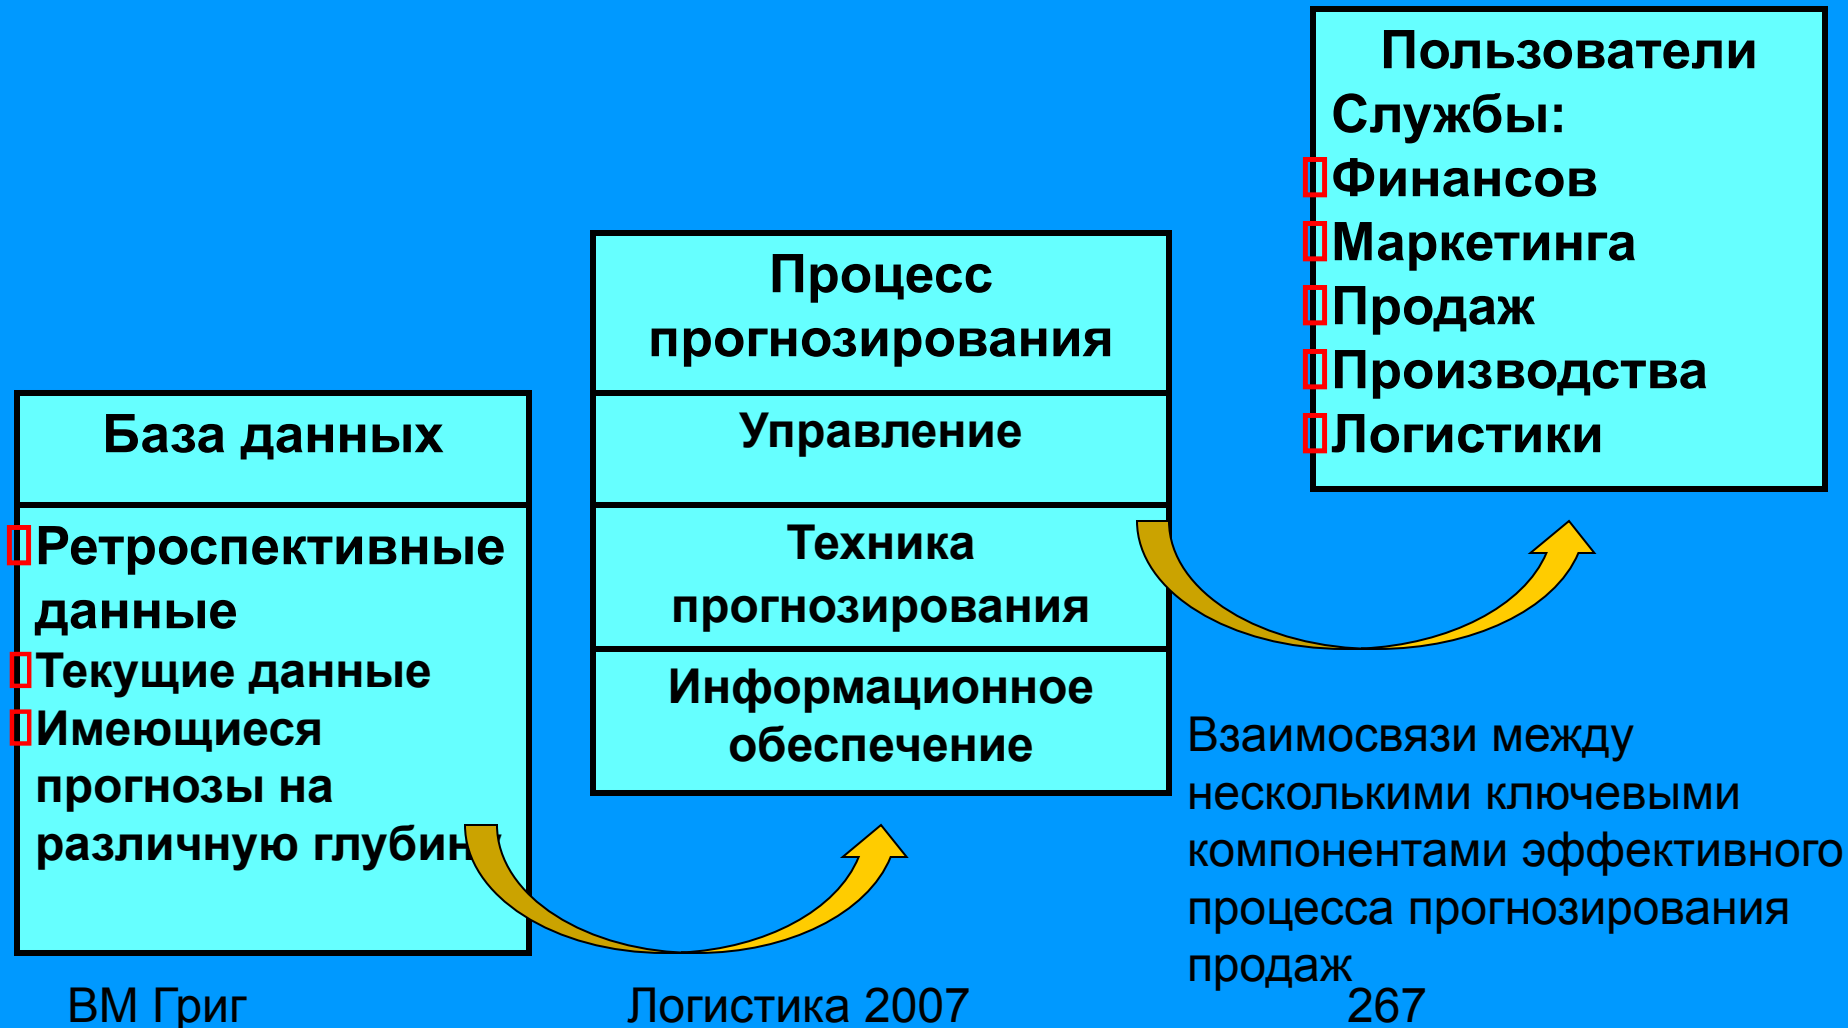 База данных
Ретроспективные
данные
Текущие данные
Имеющиеся
прогнозы на
различную глубин
Процесс
прогнозирования
Управление
Техника
прогнозирования
Информационное
обеспечение
Пользователи
Службы:
Финансов
Маркетинга
Продаж
Производства
Логистики
Взаимосвязи между
несколькими ключевыми
компонентами эффективного
процесса прогнозирования
продаж
ВМ Григ
Логистика 2007
267